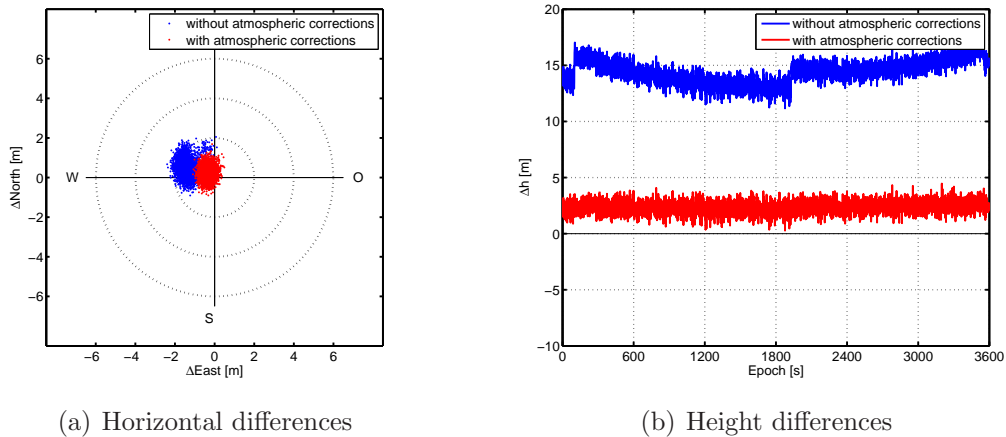 without atmospheric corrections
with atmospheric corrections
6
4
2
0
−2
−4
−6
ΔNorth [m]
W
O
S
−6 −4 −2 0 2 4 6
ΔEast [m]
(a) Horizontal differences
without atmospheric corrections
with atmospheric corrections
20
15
10
5
0
−5
−10
Δh [m]
0 600 1200 1800 2400 3000 3600
Epoch [s]
(b) Height differences